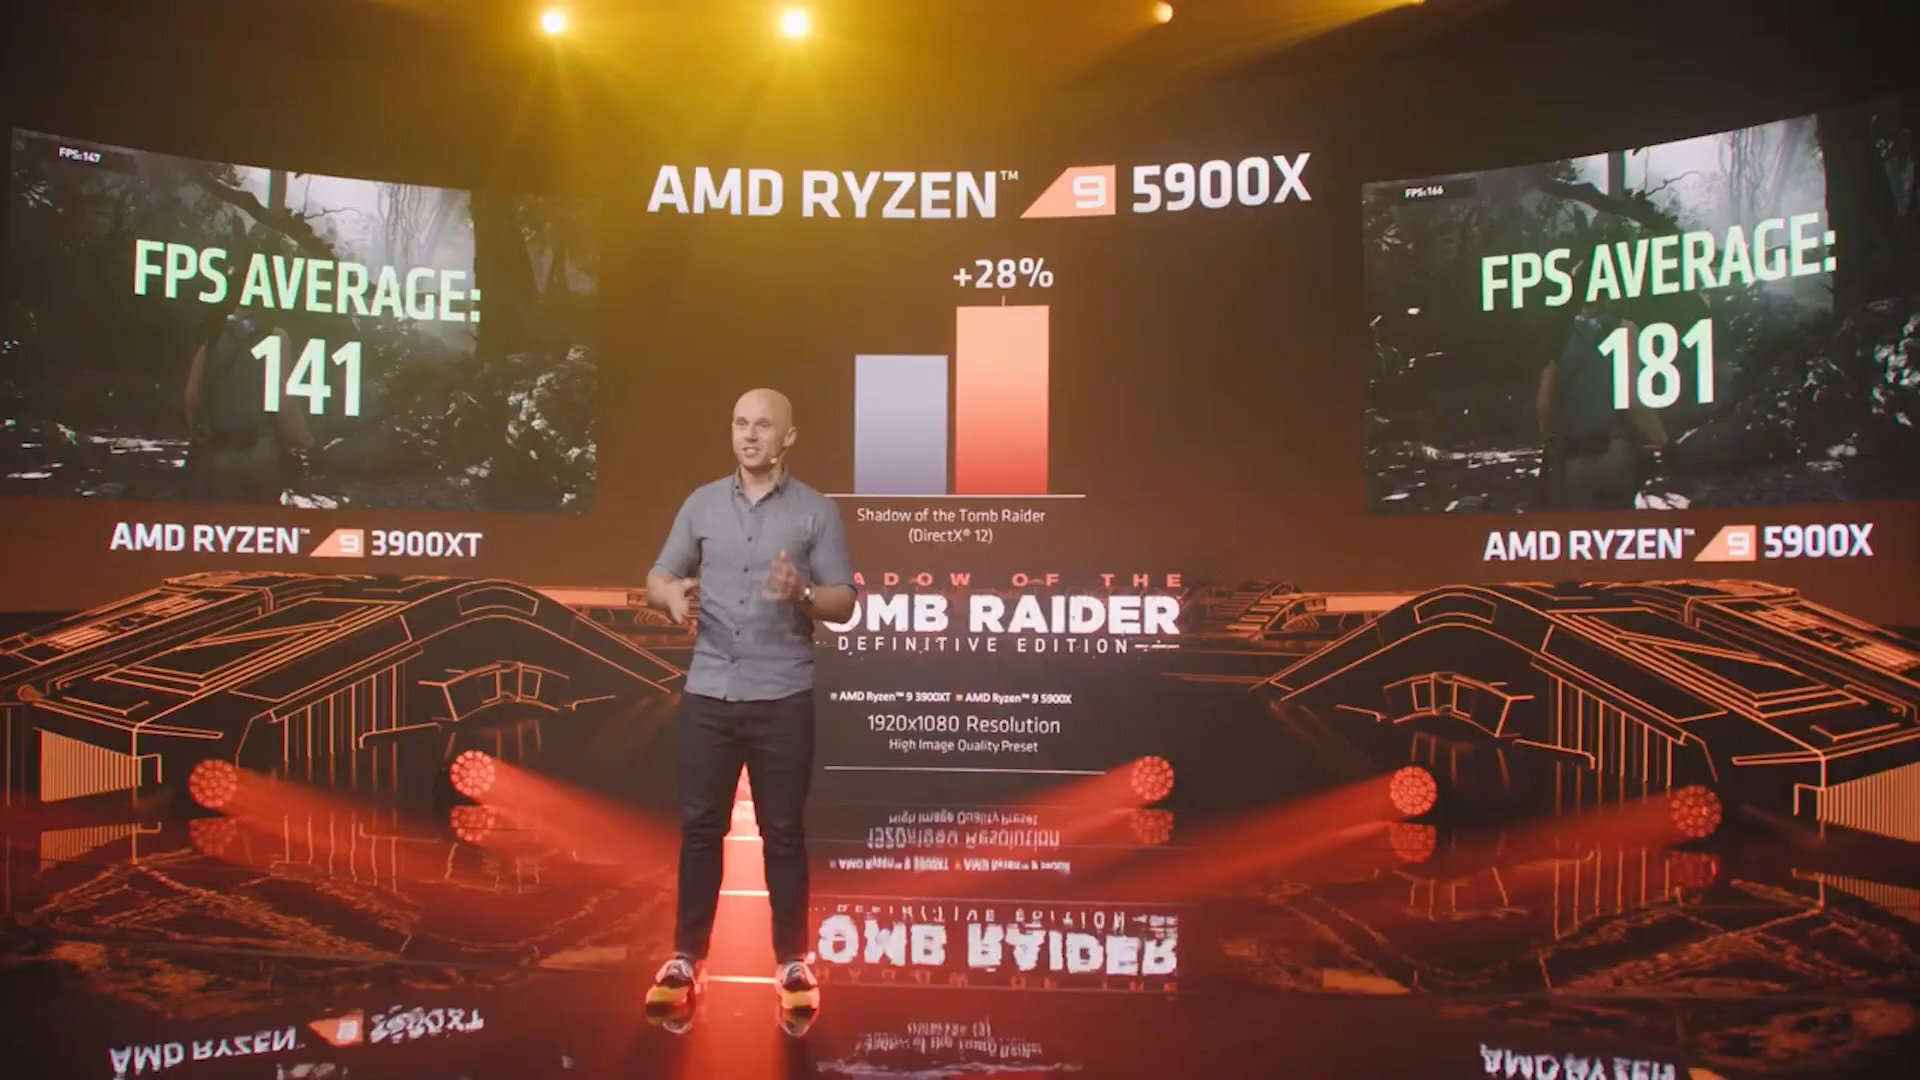 FPS: 147
FPS AVERAGE:
141
AMD RYZEN™ 9 3900XT
AMD RYZEN™ 9 5900X
+28%
Shadow of the Tomb Raider
(DirectX® 12)
ADOW OF THE
OMB RAIDER
DEFINITIVE EDITION
AMD Ryzen™ 9 3900XT AMD Ryzen™ 9 5900X
1920x1080 Resolution
High Image Quality Preset
FPS: 166
FPS AVERAGE:
181
AMD RYZEN™ 9 5900X